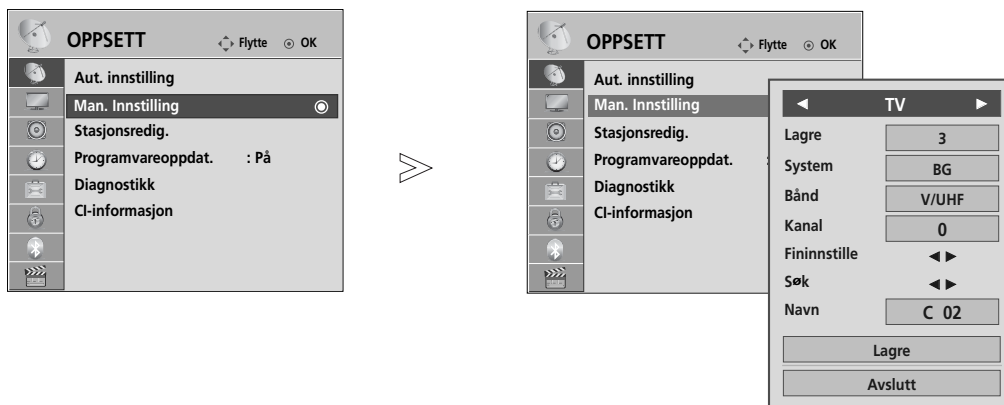 OPPSETT Flytte OK
Aut. innstilling
Man. Innstilling
Stasjonsredig.
Programvareoppdat. : På
Diagnostikk
CI-informasjon
OPPSETT Flytte OK
Aut. innstilling
Man. Innstilling
Stasjonsredig.
Programvareoppdat. :
Diagnostikk
CI-informasjon
TV
Lagre 3
System BG
Bånd V/UHF
Kanal 0
Fininnstille
Søk
Navn C 02
Lagre
Avslutt